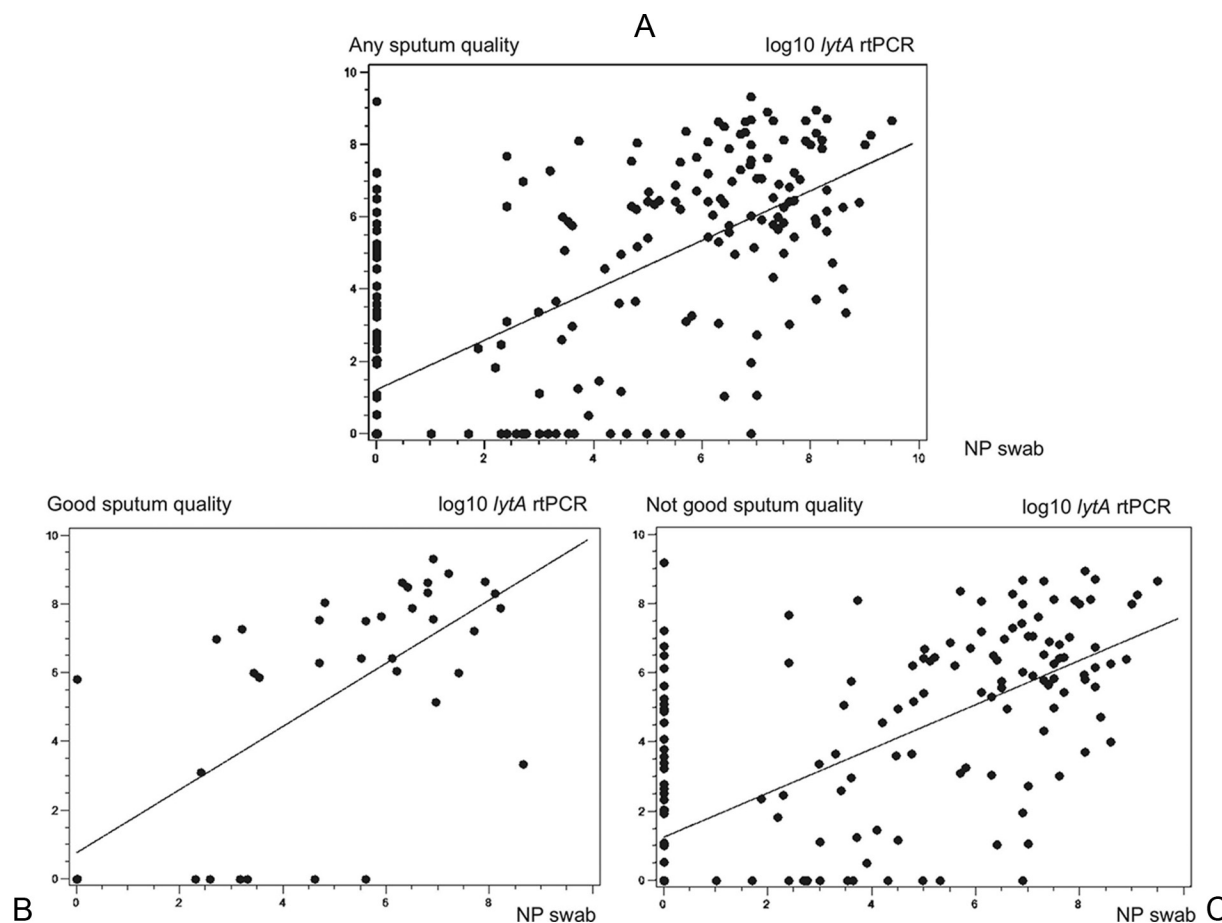 A
Any sputum quality log10 lytA rtPCR
10
8
6
4
2
0
0 2 4 6 8 10
NP swab
Good sputum quality log10 lytA rtPCR
10
8
6
4
2
0
0 2 4 6 8
B NP swab
Not good sputum quality log10 lytA rtPCR
10
8
6
4
2
0
0 2 4 6 8
NP swab C